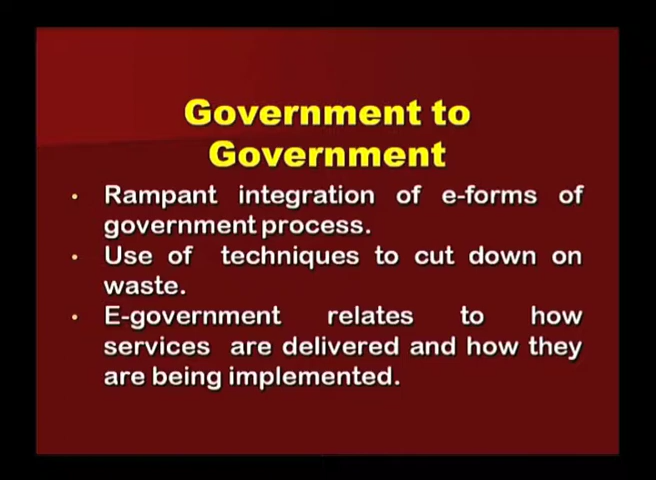 Government to
Government
• Rampant integration of e-forms of
government process.
• Use of techniques to cut down on
waste.
• E-government relates to how
services are delivered and how they
are being implemented.